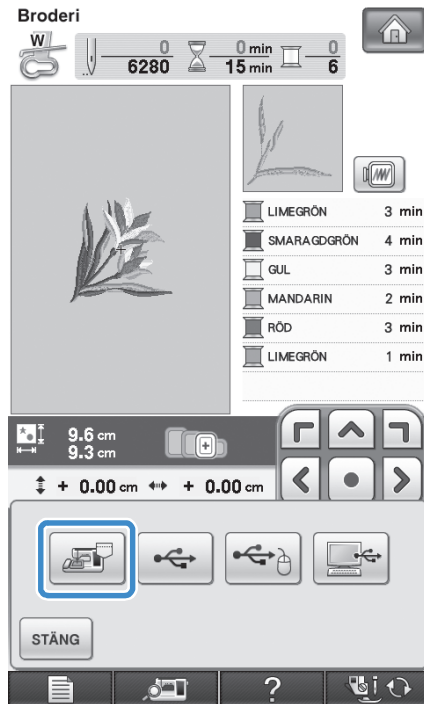 Broderi
W
0
6280
0 min
15 min
0
6
LIMEGRÖN 3 min
SMARAGDGRÖN 4 min
GUL 3 min
MANDARIN 2 min
RÖD 3 min
LIMEGRÖN 1 min
9.6 cm
9.3 cm
+ 0.00 cm + 0.00 cm
STÄNG
?